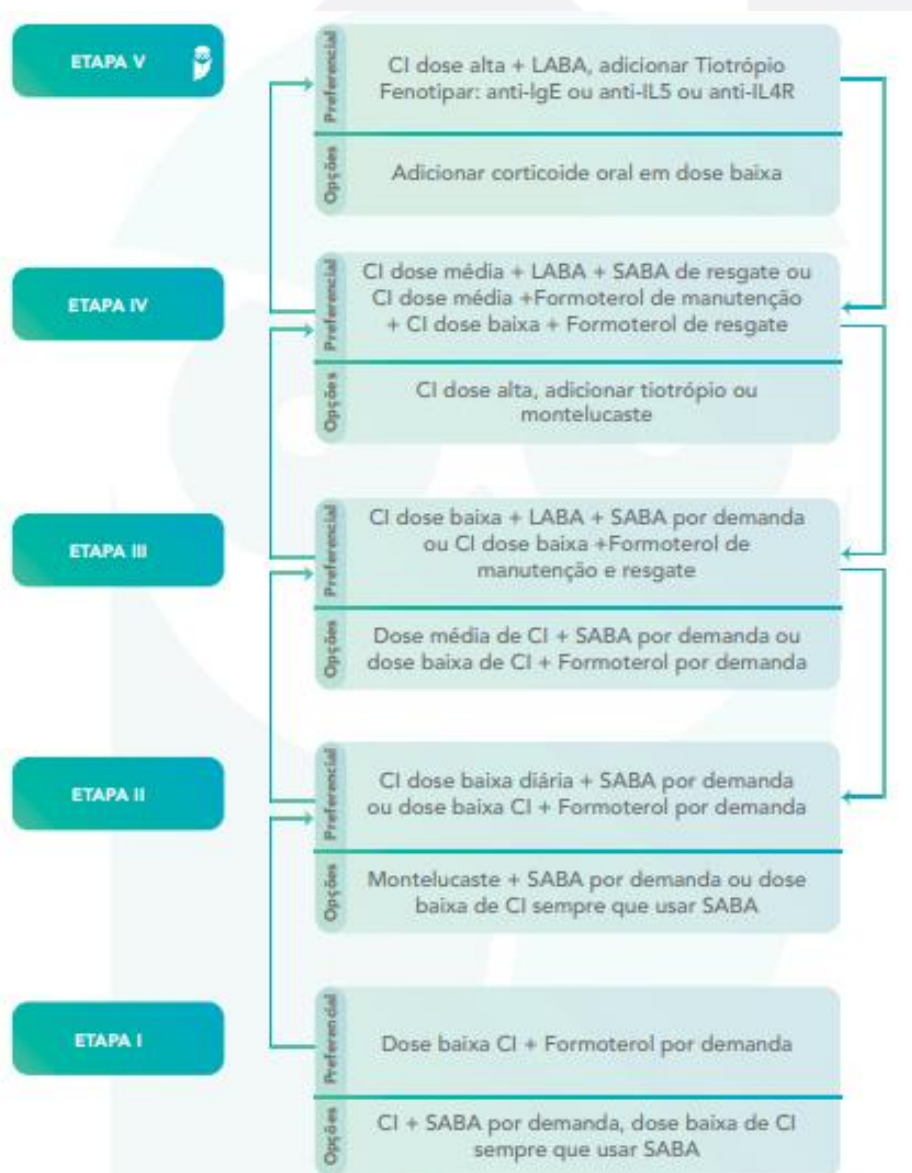 ETAPA V
Preferencial
CI dose alta + LABA, adicionar Tiotrópio
Fenotipar: anti-IgE ou anti-IL5 ou anti-IL4R
Opções
Adicionar corticoide oral em dose baixa
ETAPA IV
Preferencial
CI dose média + LABA + SABA de resgate ou
CI dose média +Formoterol de manutenção
+ CI dose baixa + Formoterol de resgate
Opções
CI dose alta, adicionar tiotrópio ou
montelucaste
ETAPA III
Preferencial
CI dose baixa + LABA + SABA por demanda
ou CI dose baixa +Formoterol de
manutenção e resgate
Opções
Dose média de CI + SABA por demanda ou
dose baixa de CI + Formoterol por demanda
ETAPA II
Preferencial
CI dose baixa diária + SABA por demanda
ou dose baixa CI + Formoterol por demanda
Opções
Montelucaste + SABA por demanda ou dose
baixa de CI sempre que usar SABA
ETAPA I
Preferencial
Dose baixa CI + Formoterol por demanda
Opções
CI + SABA por demanda, dose baixa de CI
sempre que usar SABA